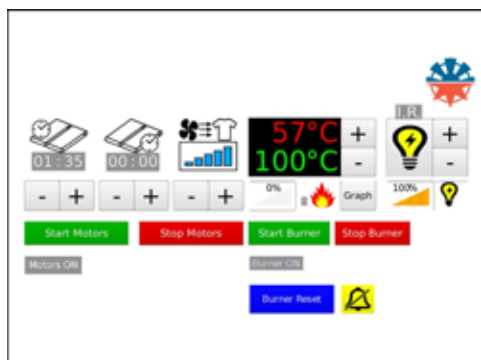 I.R.
57°C
+
+
01:35
00:00
100°C
-
-
- +
- +
- +
0%
Graph
100%
Start Motors
Stop Motors
Start Burner
Stop Burner
Motors ON
Burner ON
Burner Reset